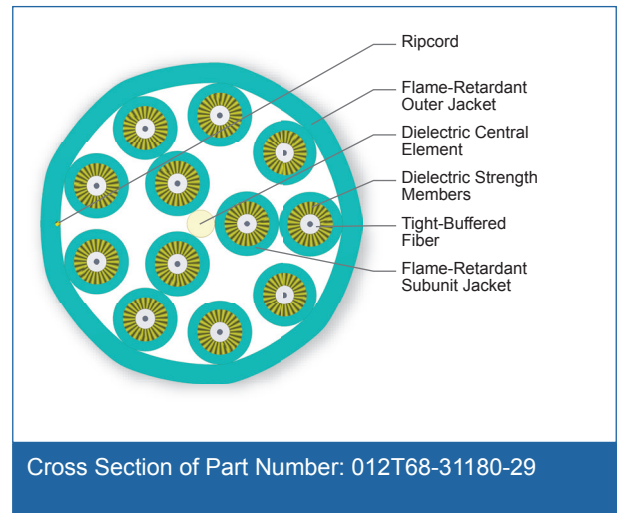 Ripcord
Flame-Retardant
Outer Jacket
Dielectric Central
Element
Dielectric Strength
Members
Tight-Buffered
Fiber
Flame-Retardant
Subunit Jacket
Cross Section of Part Number: 012T68-31180-29